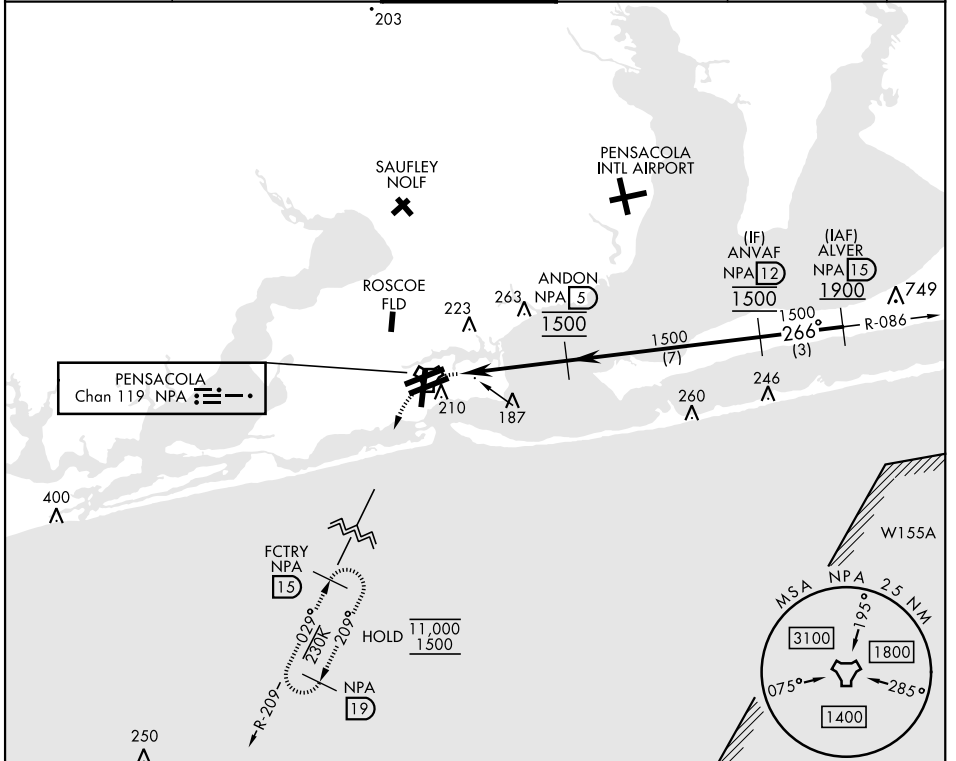 203
SAUFLEY
NOLF
PENSACOLA
INTL AIRPORT
ROSCOE
FLD
223
263
ANDON
NPA 5
1500
(IF)
ANVAF
NPA 12
1500
(IAF)
ALVER
NPA 15
1900
749
1500
266°
(3)
R-086
1500
(7)
PENSACOLA
Chan 119 NPA
210
187
260
246
400
W155A
FCTRY
NPA
15
029°
230K
209°
HOLD
11,000
1500
NPA
19
R-209
250
MSA NPA 25 NM
195°
3100
1800
075°
285°
1400